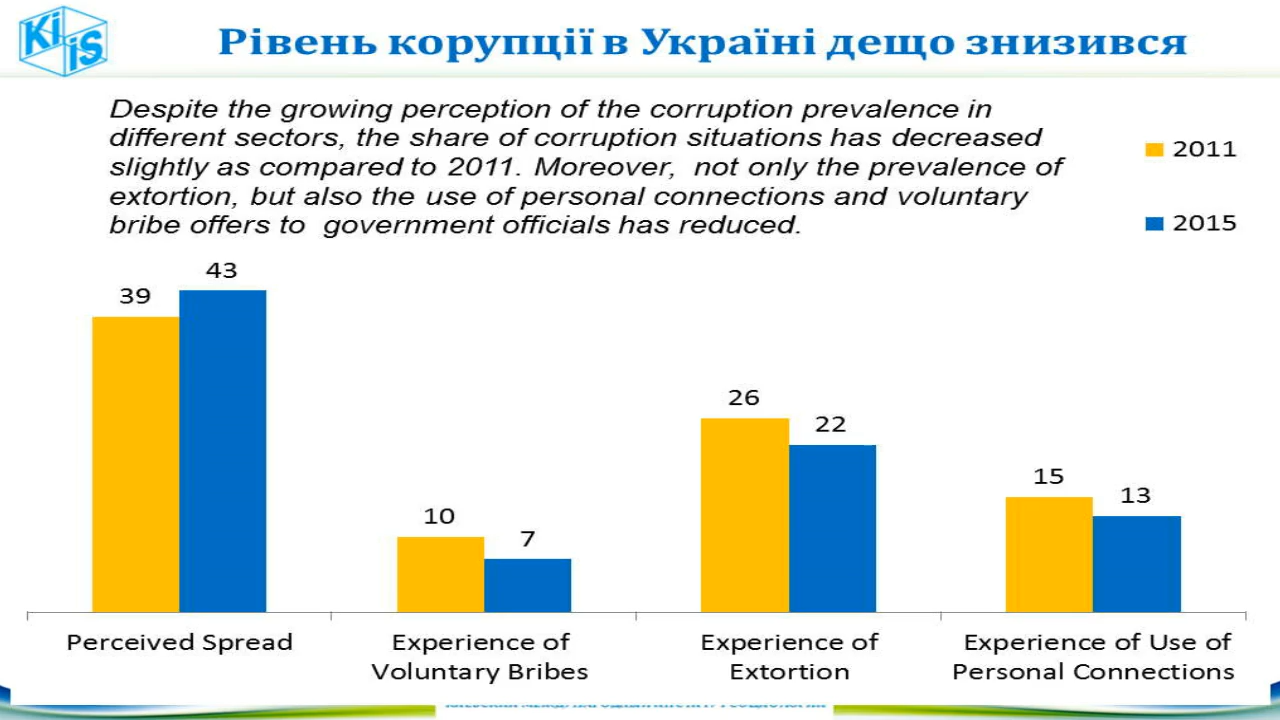 KiiS
Рівень корупції в Україні дещо знизився
Despite the growing perception of the corruption prevalence in
different sectors, the share of corruption situations has decreased
slightly as compared to 2011. Moreover, not only the prevalence of
extortion, but also the use of personal connections and voluntary
bribe offers to government officials has reduced.
2011
2015
39
43
10
7
26
22
15
13
Perceived Spread
Experience of
Voluntary Bribes
Experience of
Extortion
Experience of Use of
Personal Connections